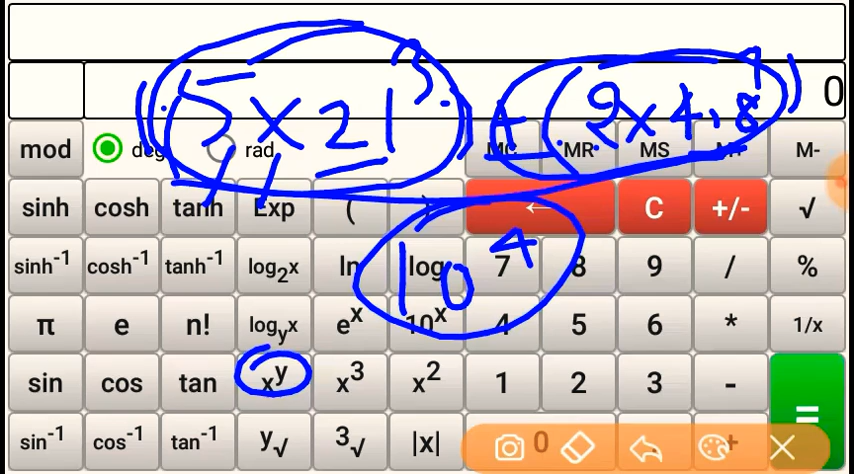 0
(5 × 21³) + (9 × 4.8
10⁴
mod deg rad MC MR MS M+ M-
sinh cosh tanh Exp ( ) ← C +/- √
sinh⁻¹ cosh⁻¹ tanh⁻¹ log₂x ln log 7 8 9 / %
π e n! logᵧx eˣ 10ˣ 4 5 6 * 1/x
sin cos tan xʸ x³ x² 1 2 3 - =
sin⁻¹ cos⁻¹ tan⁻¹ ʸ√ ³√ |x| 0 . +